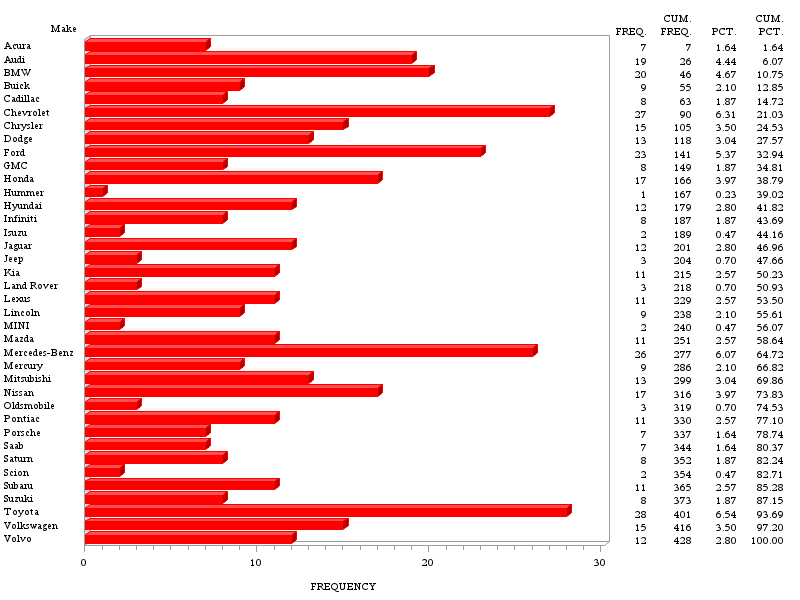 CUM. CUM.
Make FREQ. FREQ. PCT. PCT.
Acura 7 7 1.64 1.64
Audi 19 26 4.44 6.07
BMW 20 46 4.67 10.75
Buick 9 55 2.10 12.85
Cadillac 8 63 1.87 14.72
Chevrolet 27 90 6.31 21.03
Chrysler 15 105 3.50 24.53
Dodge 13 118 3.04 27.57
Ford 23 141 5.37 32.94
GMC 8 149 1.87 34.81
Honda 17 166 3.97 38.79
Hummer 1 167 0.23 39.02
Hyundai 12 179 2.80 41.82
Infiniti 8 187 1.87 43.69
Isuzu 2 189 0.47 44.16
Jaguar 12 201 2.80 46.96
Jeep 3 204 0.70 47.66
Kia 11 215 2.57 50.23
Land Rover 3 218 0.70 50.93
Lexus 11 229 2.57 53.50
Lincoln 9 238 2.10 55.61
MINI 2 240 0.47 56.07
Mazda 11 251 2.57 58.64
Mercedes-Benz 26 277 6.07 64.72
Mercury 9 286 2.10 66.82
Mitsubishi 13 299 3.04 69.86
Nissan 17 316 3.97 73.83
Oldsmobile 3 319 0.70 74.53
Pontiac 11 330 2.57 77.10
Porsche 7 337 1.64 78.74
Saab 7 344 1.64 80.37
Saturn 8 352 1.87 82.24
Scion 2 354 0.47 82.71
Subaru 11 365 2.57 85.28
Suzuki 8 373 1.87 87.15
Toyota 28 401 6.54 93.69
Volkswagen 15 416 3.50 97.20
Volvo 12 428 2.80 100.00
0 10 20 30
FREQUENCY